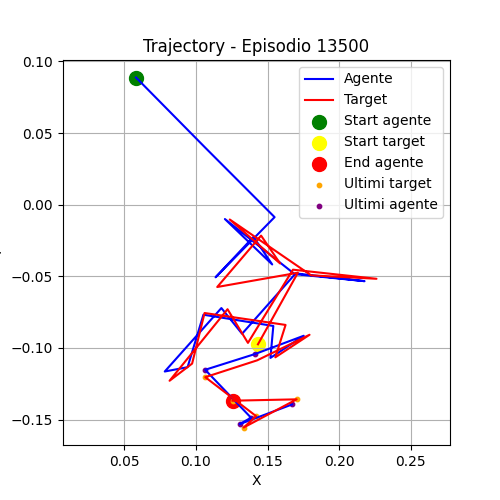 Trajectory - Episodio 13500
0.10
0.05
0.00
−0.05
−0.10
−0.15
Agente
Target
Start agente
Start target
End agente
Ultimi target
Ultimi agente
0.05 0.10 0.15 0.20 0.25
X